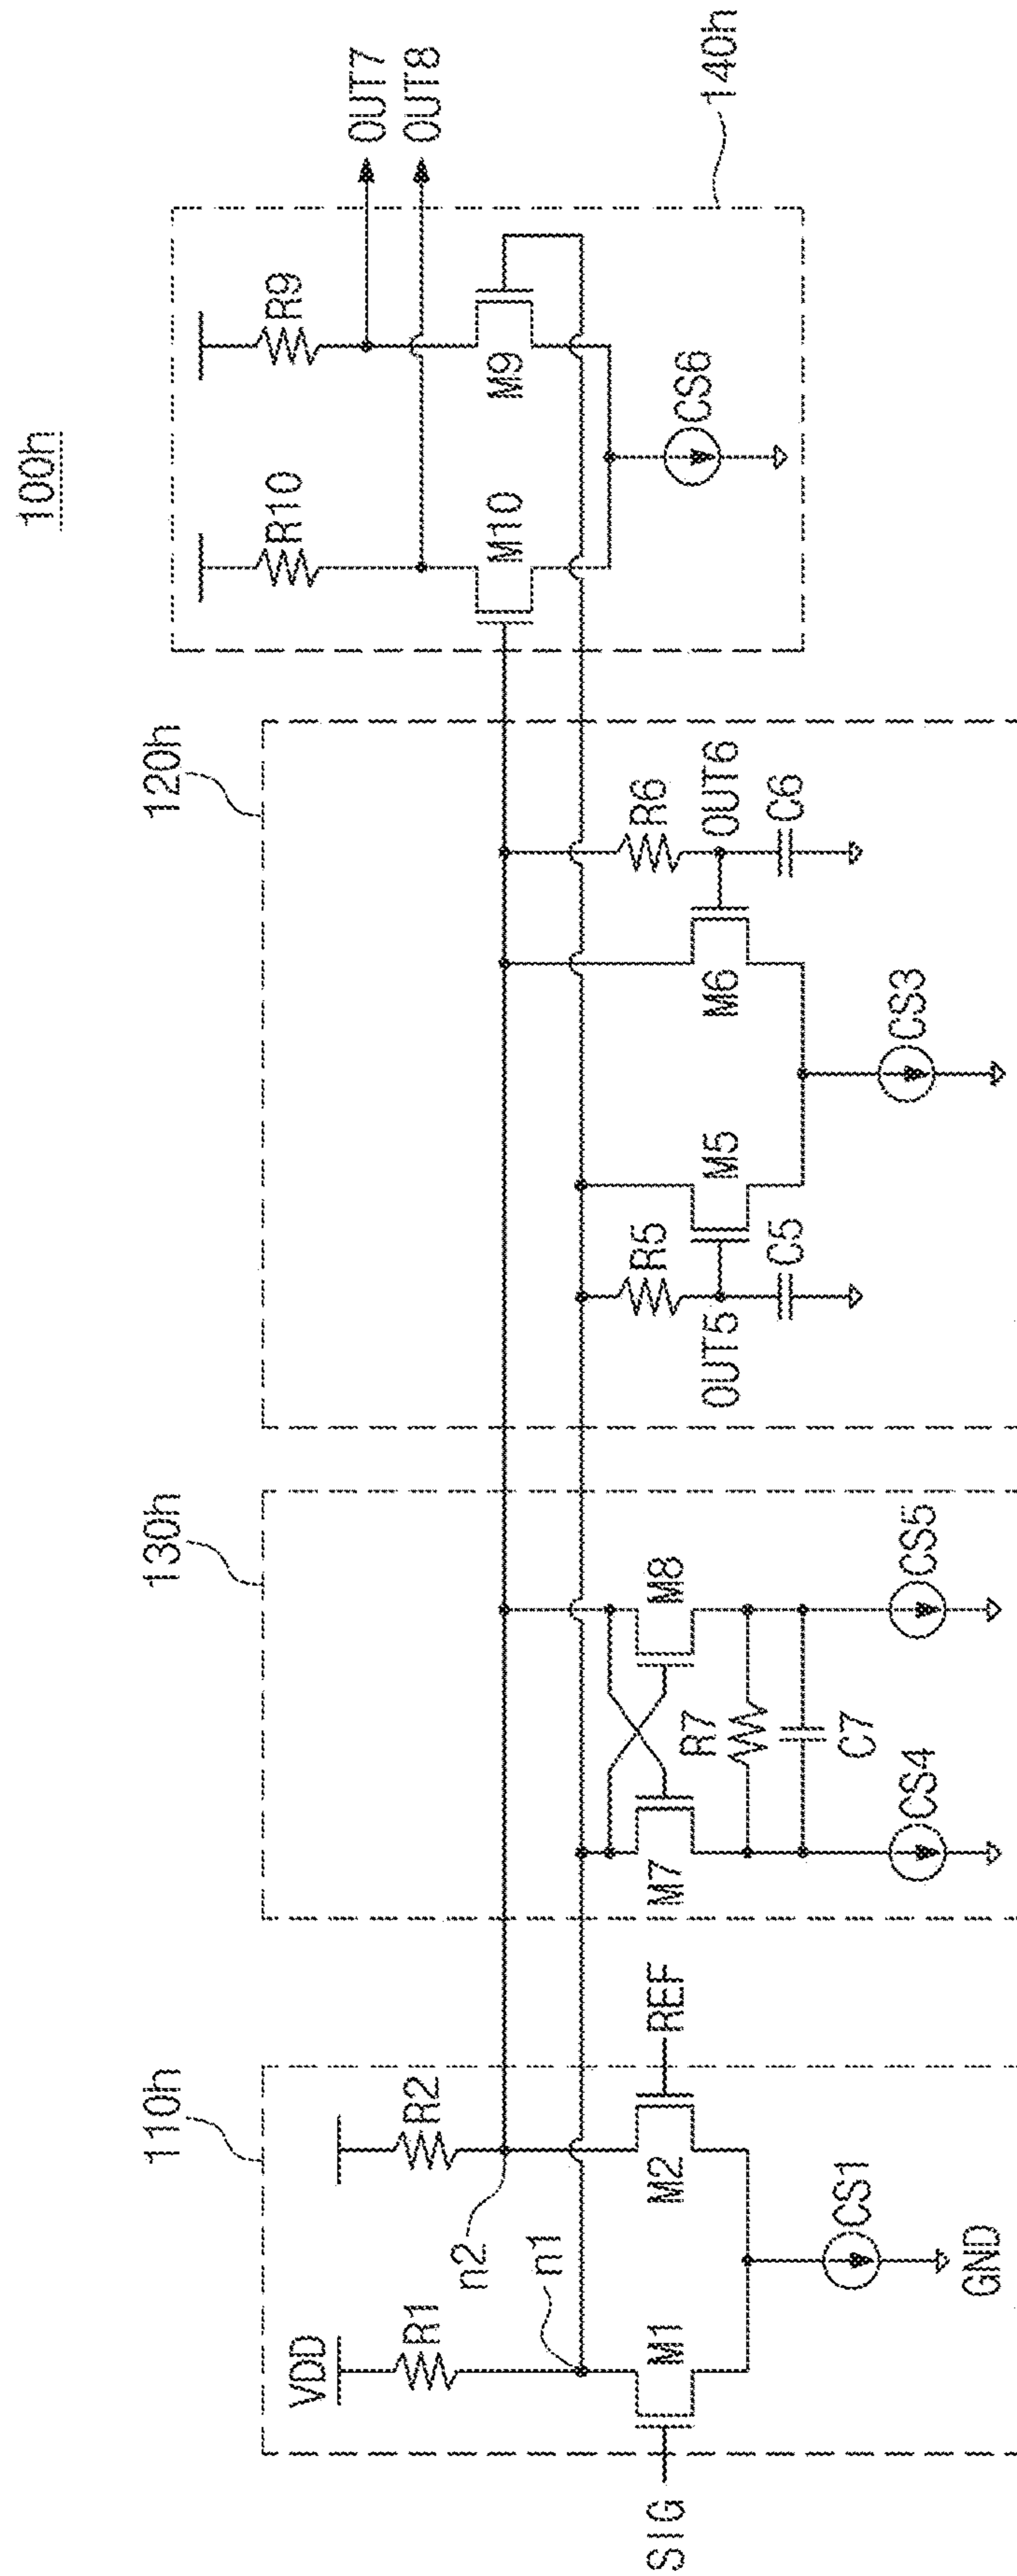 100h
110h
130h
120h
140h
VDD
R1
R2
n2
n1
SIG
M1
M2
REF
CS1
GND
M7
M8
R7
C7
CS4
CS5
R5
R6
OUT5
M5
M6
OUT6
C5
C6
CS3
R10
R9
OUT7
OUT8
M10
M9
CS6